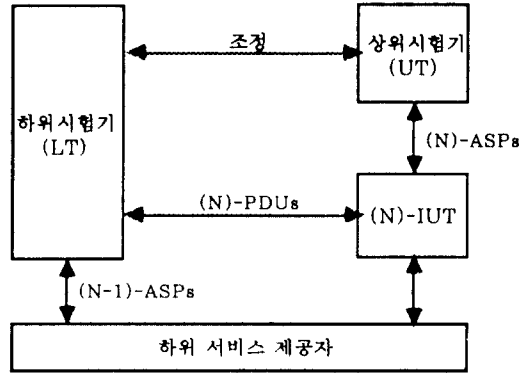 조정
상위시험기
(UT)
하위시험기
(LT)
(N)-ASPs
(N)-PDUs
(N)-IUT
(N-1)-ASPs
하위 서비스 제공자